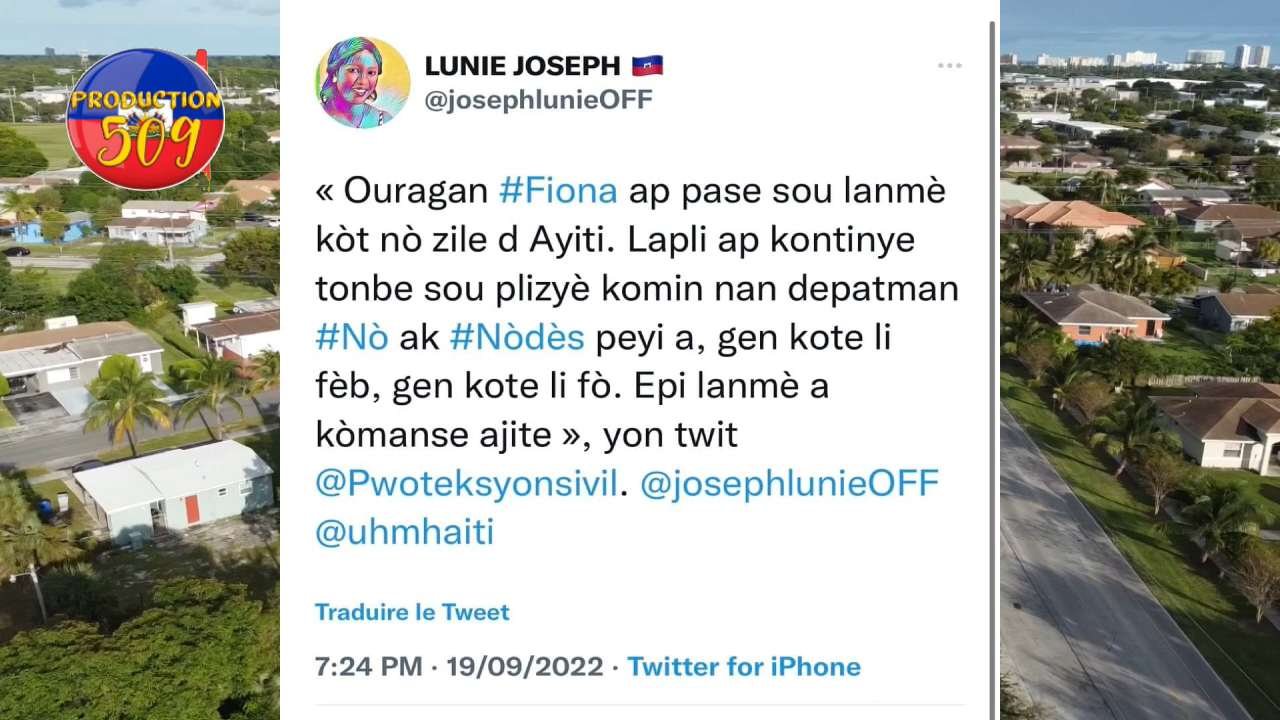 PRODUCTION
509
LUNIE JOSEPH 🇭🇹
@josephlunieOFF
« Ouragan #Fiona ap pase sou lanmè
kòt nò zile d Ayiti. Lapli ap kontinye
tonbe sou plizyè komin nan depatman
#Nò ak #Nòdès peyi a, gen kote li
fèb, gen kote li fò. Epi lanmè a
kòmanse ajite », yon twit
@Pwoteksyonsivil. @josephlunieOFF
@uhmhaiti
Traduire le Tweet
7:24 PM · 19/09/2022 · Twitter for iPhone